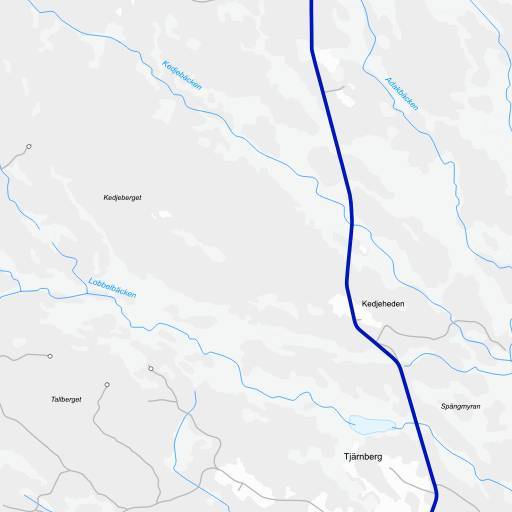 Kedjebäcken
Adakbäcken
Kedjeberget
Lobbelbäcken
Kedjeheden
Tallberget
Spångmyran
Tjärnberg